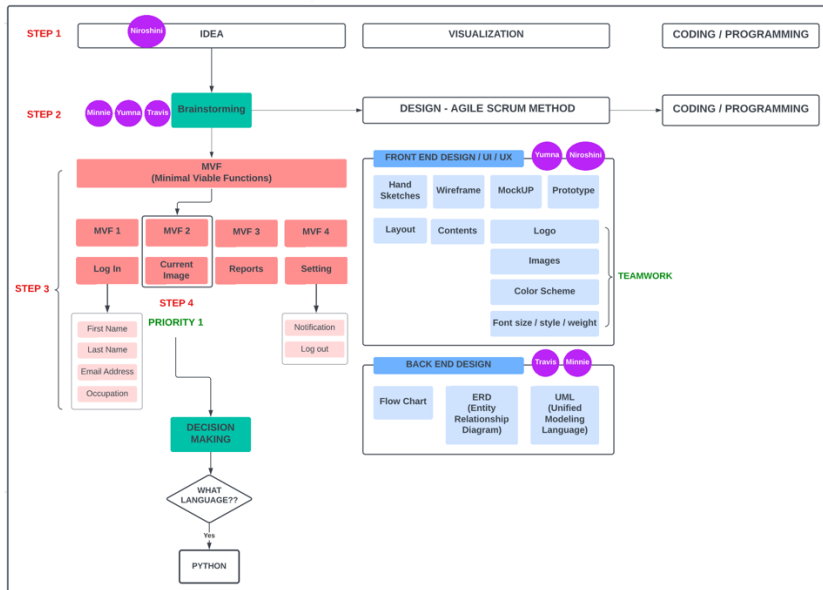 STEP 1
Niroshini
IDEA
VISUALIZATION
CODING / PROGRAMMING
STEP 2
Minnie
Yumna
Travis
Brainstorming
DESIGN - AGILE SCRUM METHOD
CODING / PROGRAMMING
STEP 3
MVF
(Minimal Viable Functions)
MVF 1
MVF 2
MVF 3
MVF 4
Log In
Current
Image
Reports
Setting
STEP 4
PRIORITY 1
First Name
Last Name
Email Address
Occupation
Notification
Log out
DECISION
MAKING
WHAT
LANGUAGE??
Yes
PYTHON
FRONT END DESIGN / UI / UX
Yumna
Niroshini
Hand
Sketches
Wireframe
MockUP
Prototype
Layout
Contents
Logo
Images
Color Scheme
Font size / style / weight
TEAMWORK
BACK END DESIGN
Travis
Minnie
Flow Chart
ERD
(Entity
Relationship
Diagram)
UML
(Unified
Modeling
Language)